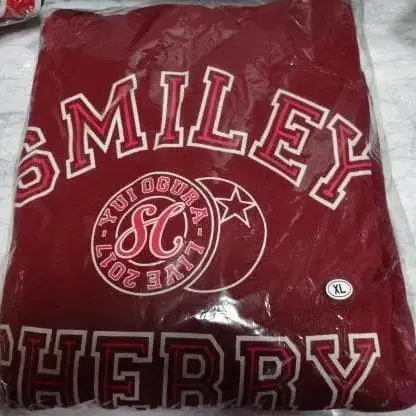 SMILEY
YUI OGURA
SC
LIVE 2017
XL
CHERRY